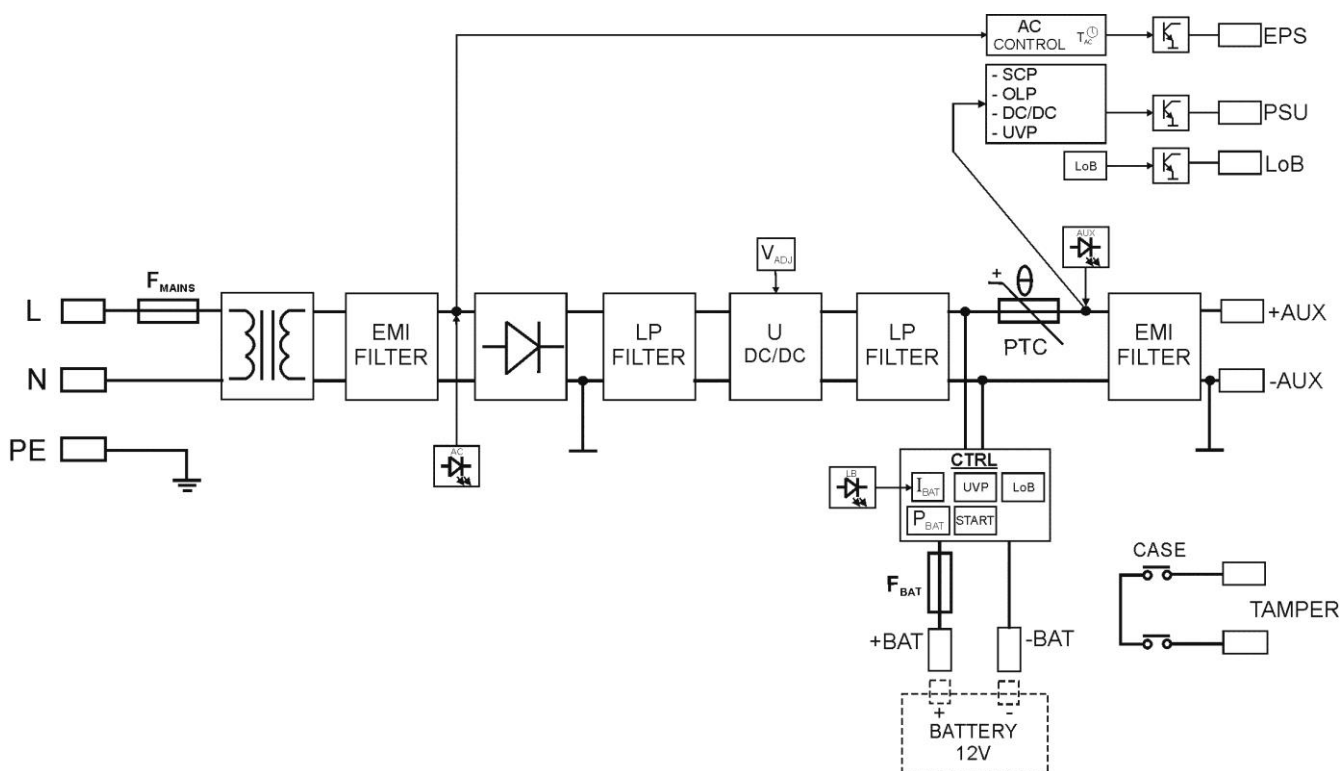 AC
CONTROL T AC
EPS
- SCP
- OLP
- DC/DC
- UVP
PSU
LoB
LoB
AUX
V ADJ
F MAINS
+ θ
L
EMI
FILTER
LP
FILTER
U
DC/DC
LP
FILTER
PTC
EMI
FILTER
+AUX
N
-AUX
PE
AC
CTRL
LB
I BAT
UVP
LoB
P BAT
START
CASE
F BAT
TAMPER
+BAT
-BAT
+ -
BATTERY
12V